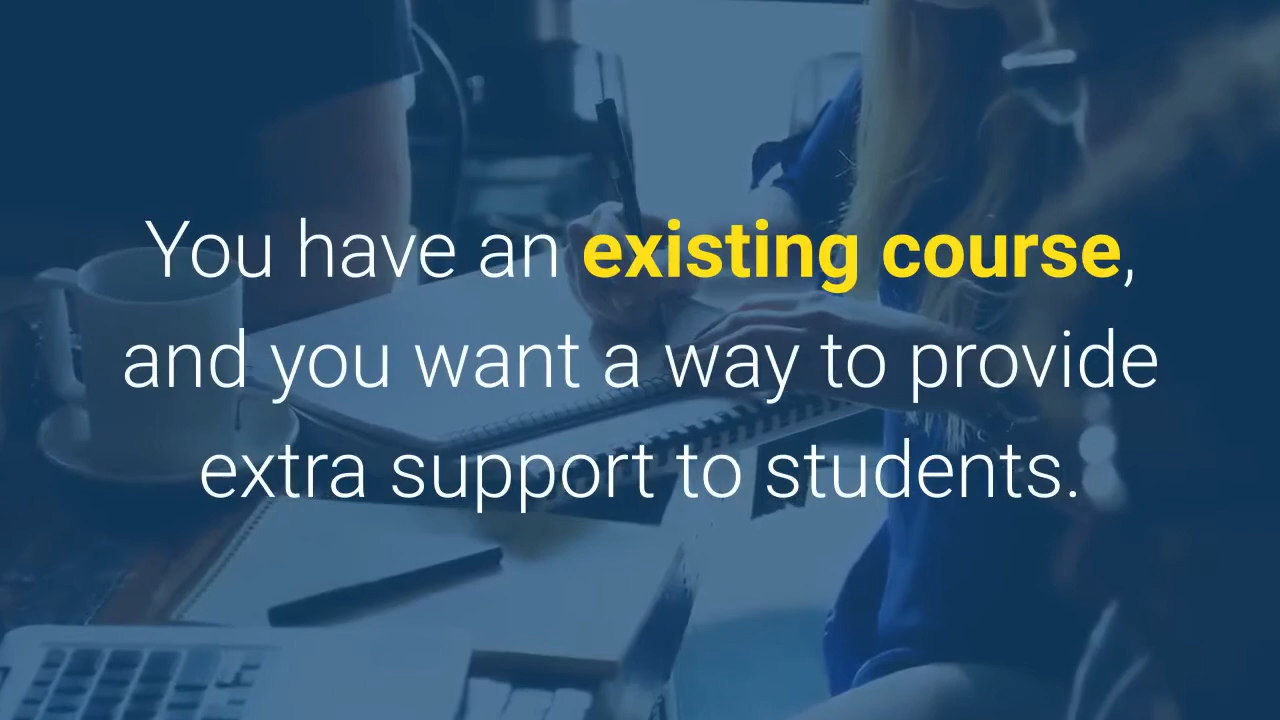 You have an existing course,
and you want a way to provide
extra support to students.